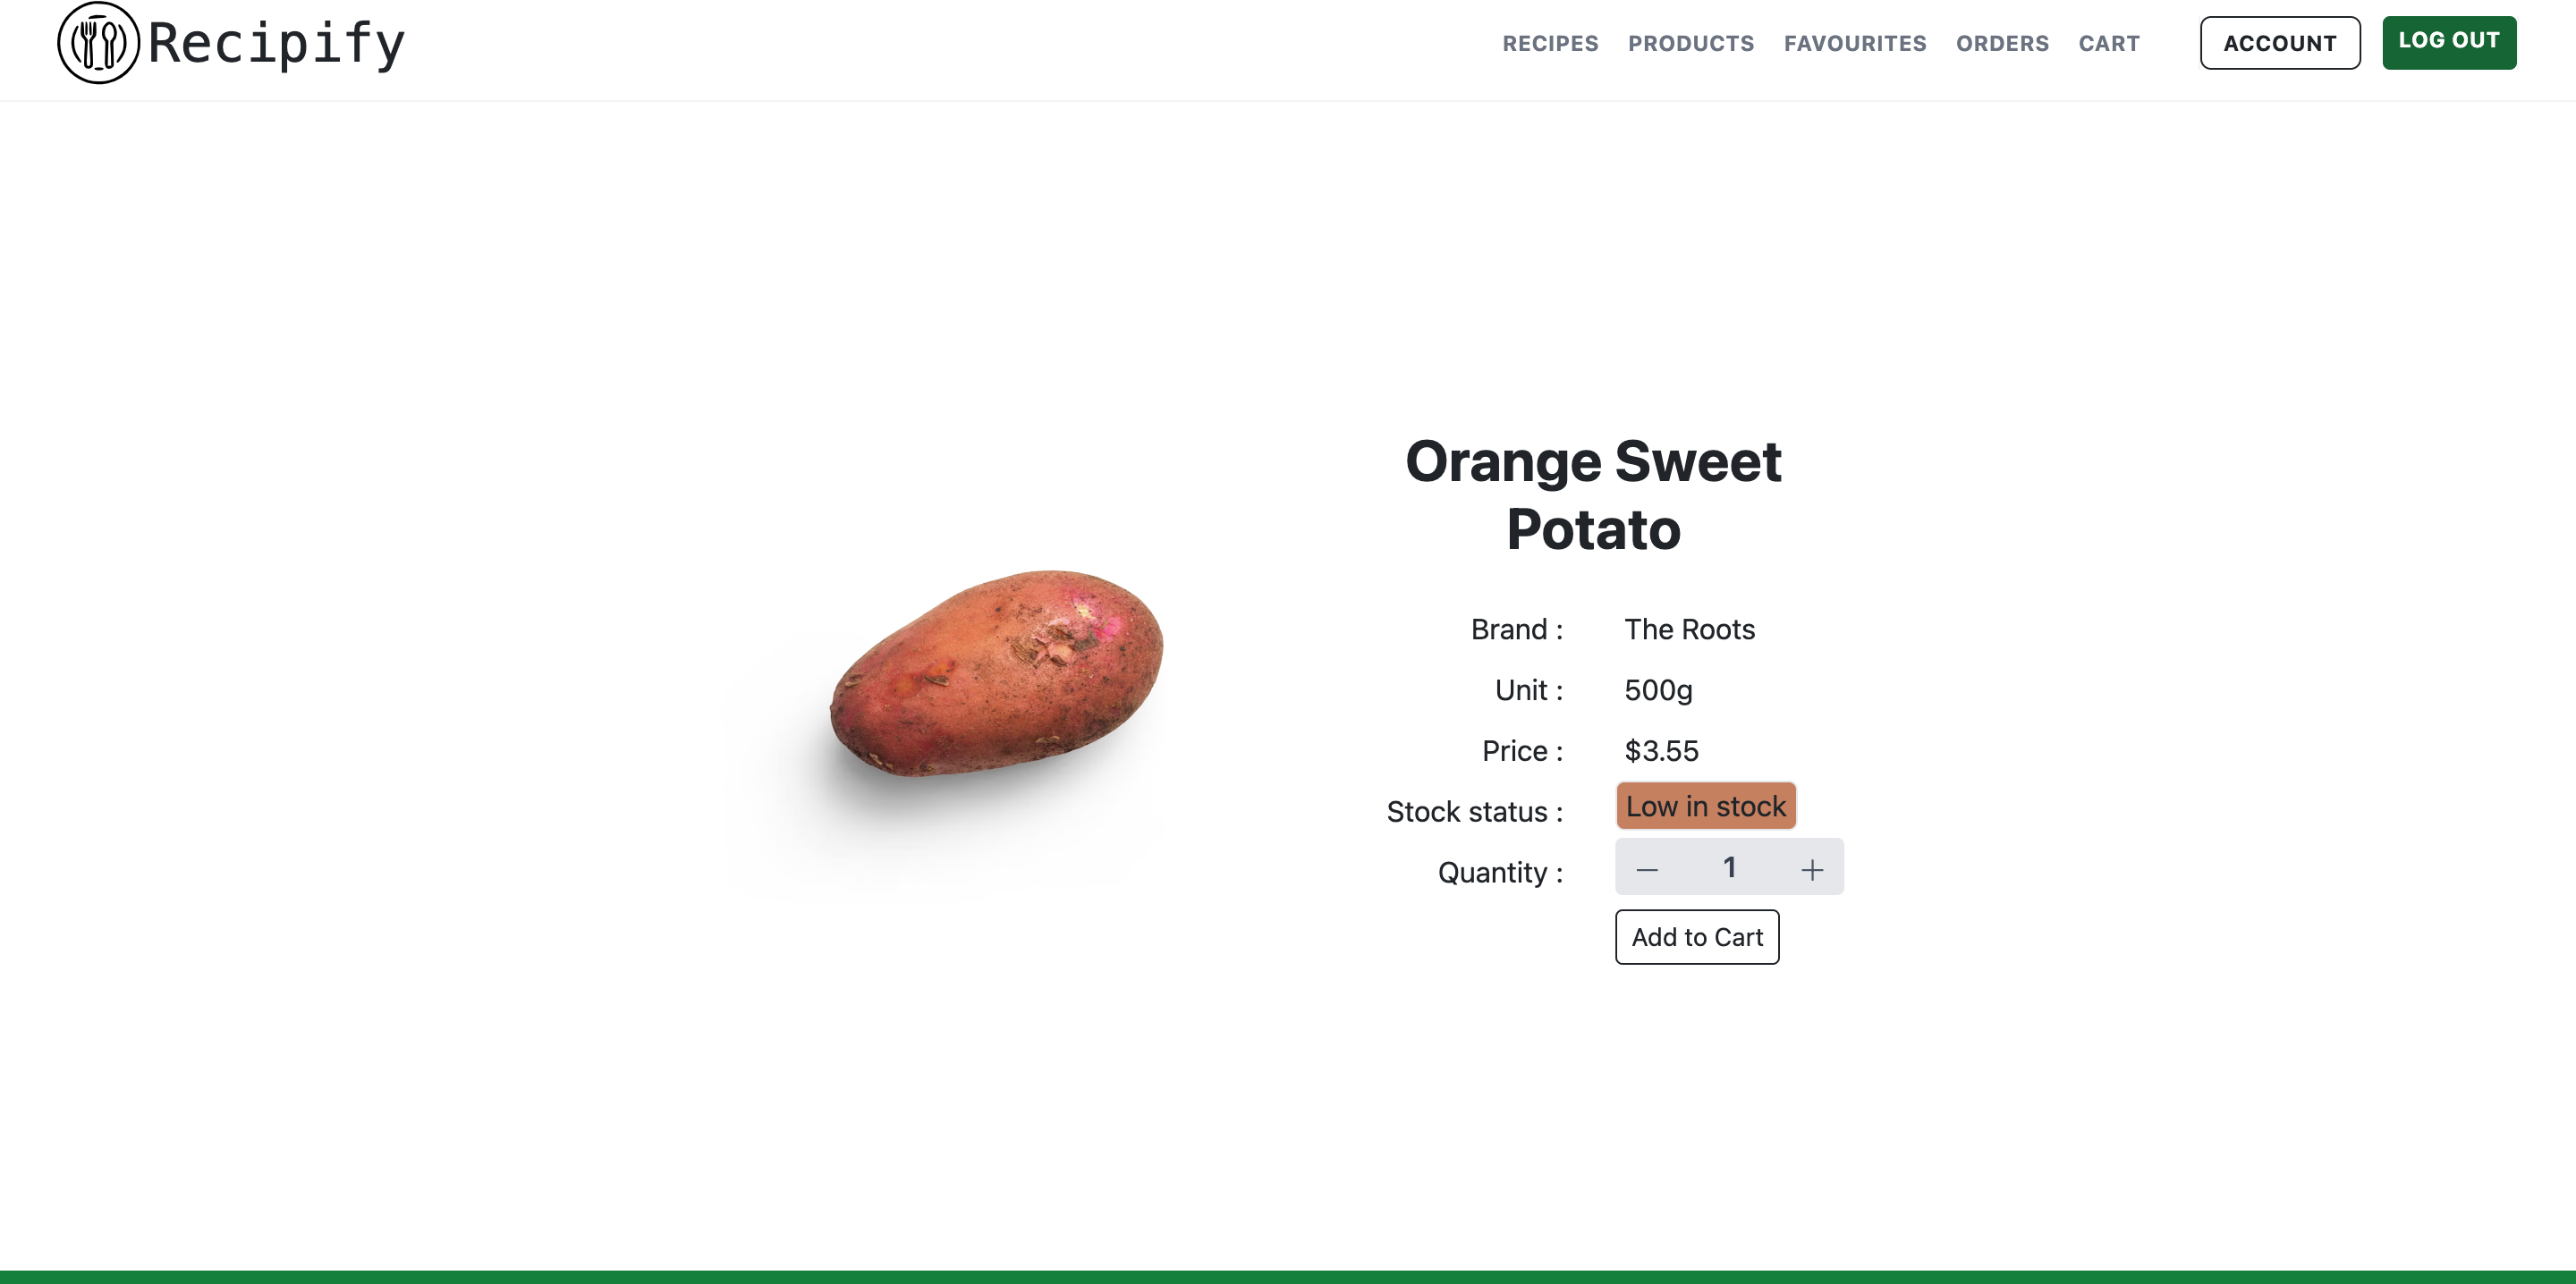 Recipify
RECIPES PRODUCTS FAVOURITES ORDERS CART ACCOUNT LOG OUT
Orange Sweet
Potato
Brand : The Roots
Unit : 500g
Price : $3.55
Stock status : Low in stock
Quantity : — 1 +
Add to Cart